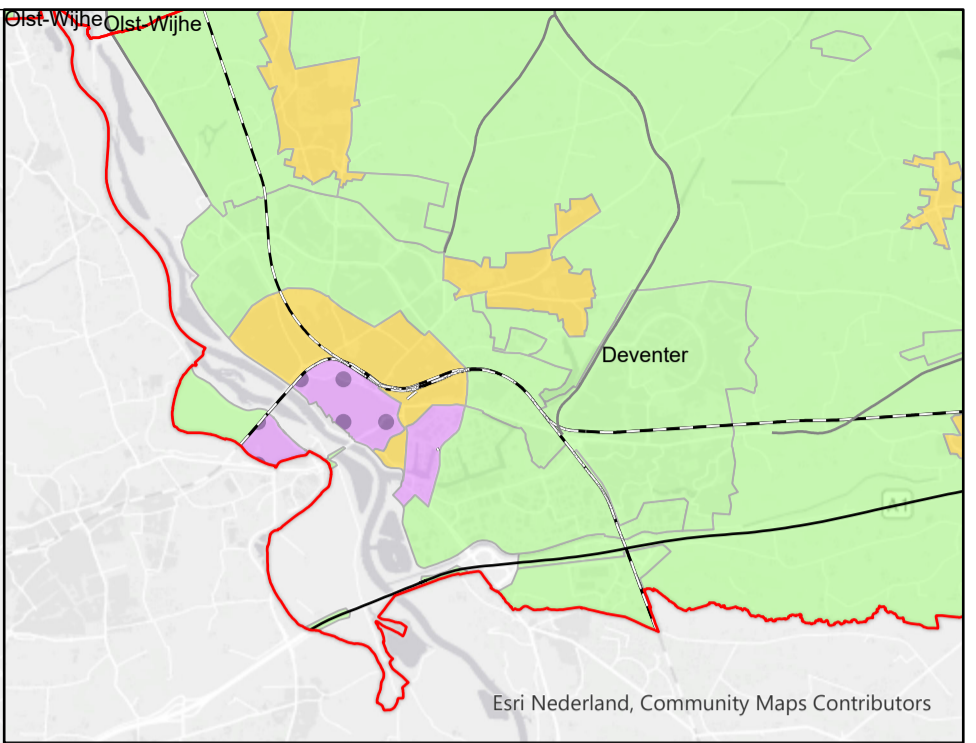 Olst-Wijhe
Olst-Wijhe
Deventer
A1
Esri Nederland, Community Maps Contributors